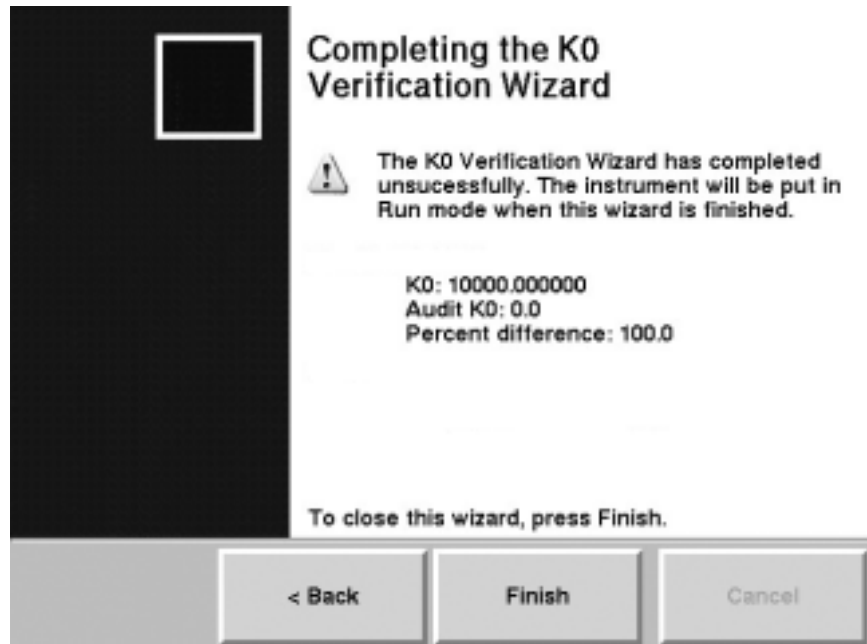 Completing the K0
Verification Wizard
The K0 Verification Wizard has completed
unsucessfully. The instrument will be put in
Run mode when this wizard is finished.
K0: 10000.000000
Audit K0: 0.0
Percent difference: 100.0
To close this wizard, press Finish.
< Back
Finish
Cancel